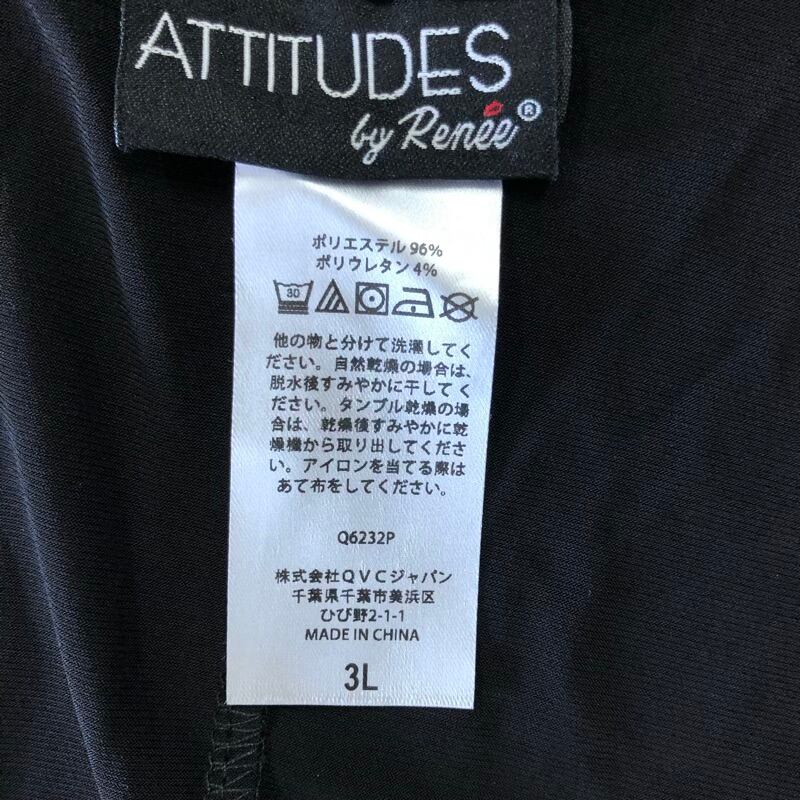 ATTITUDES
by Renée®
ポリエステル 96%
ポリウレタン 4%
30
他の物と分けて洗濯してく
ださい。自然乾燥の場合は、
脱水後すみやかに干してく
ださい。タンブル乾燥の場
合は、乾燥後すみやかに乾
燥機から取り出してくださ
い。アイロンを当てる際は
あて布をしてください。
Q6232P
株式会社QVCジャパン
千葉県千葉市美浜区
ひび野2-1-1
MADE IN CHINA
3L